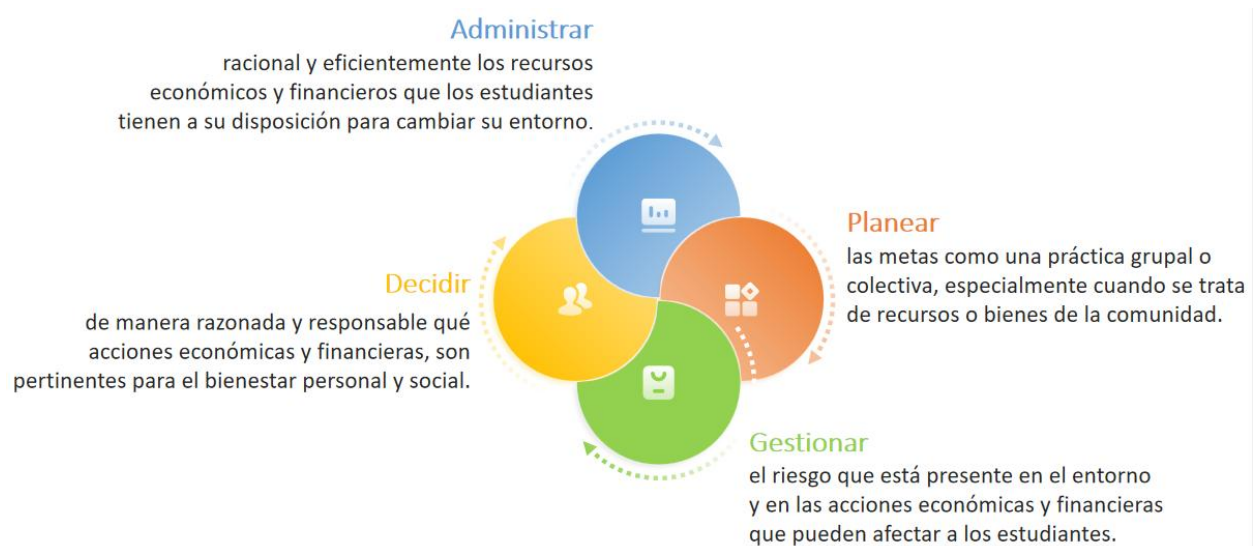 Administrar
racional y eficientemente los recursos
económicos y financieros que los estudiantes
tienen a su disposición para cambiar su entorno.
Planear
las metas como una práctica grupal o
colectiva, especialmente cuando se trata
de recursos o bienes de la comunidad.
Decidir
de manera razonada y responsable qué
acciones económicas y financieras, son
pertinentes para el bienestar personal y social.
Gestionar
el riesgo que está presente en el entorno
y en las acciones económicas y financieras
que pueden afectar a los estudiantes.